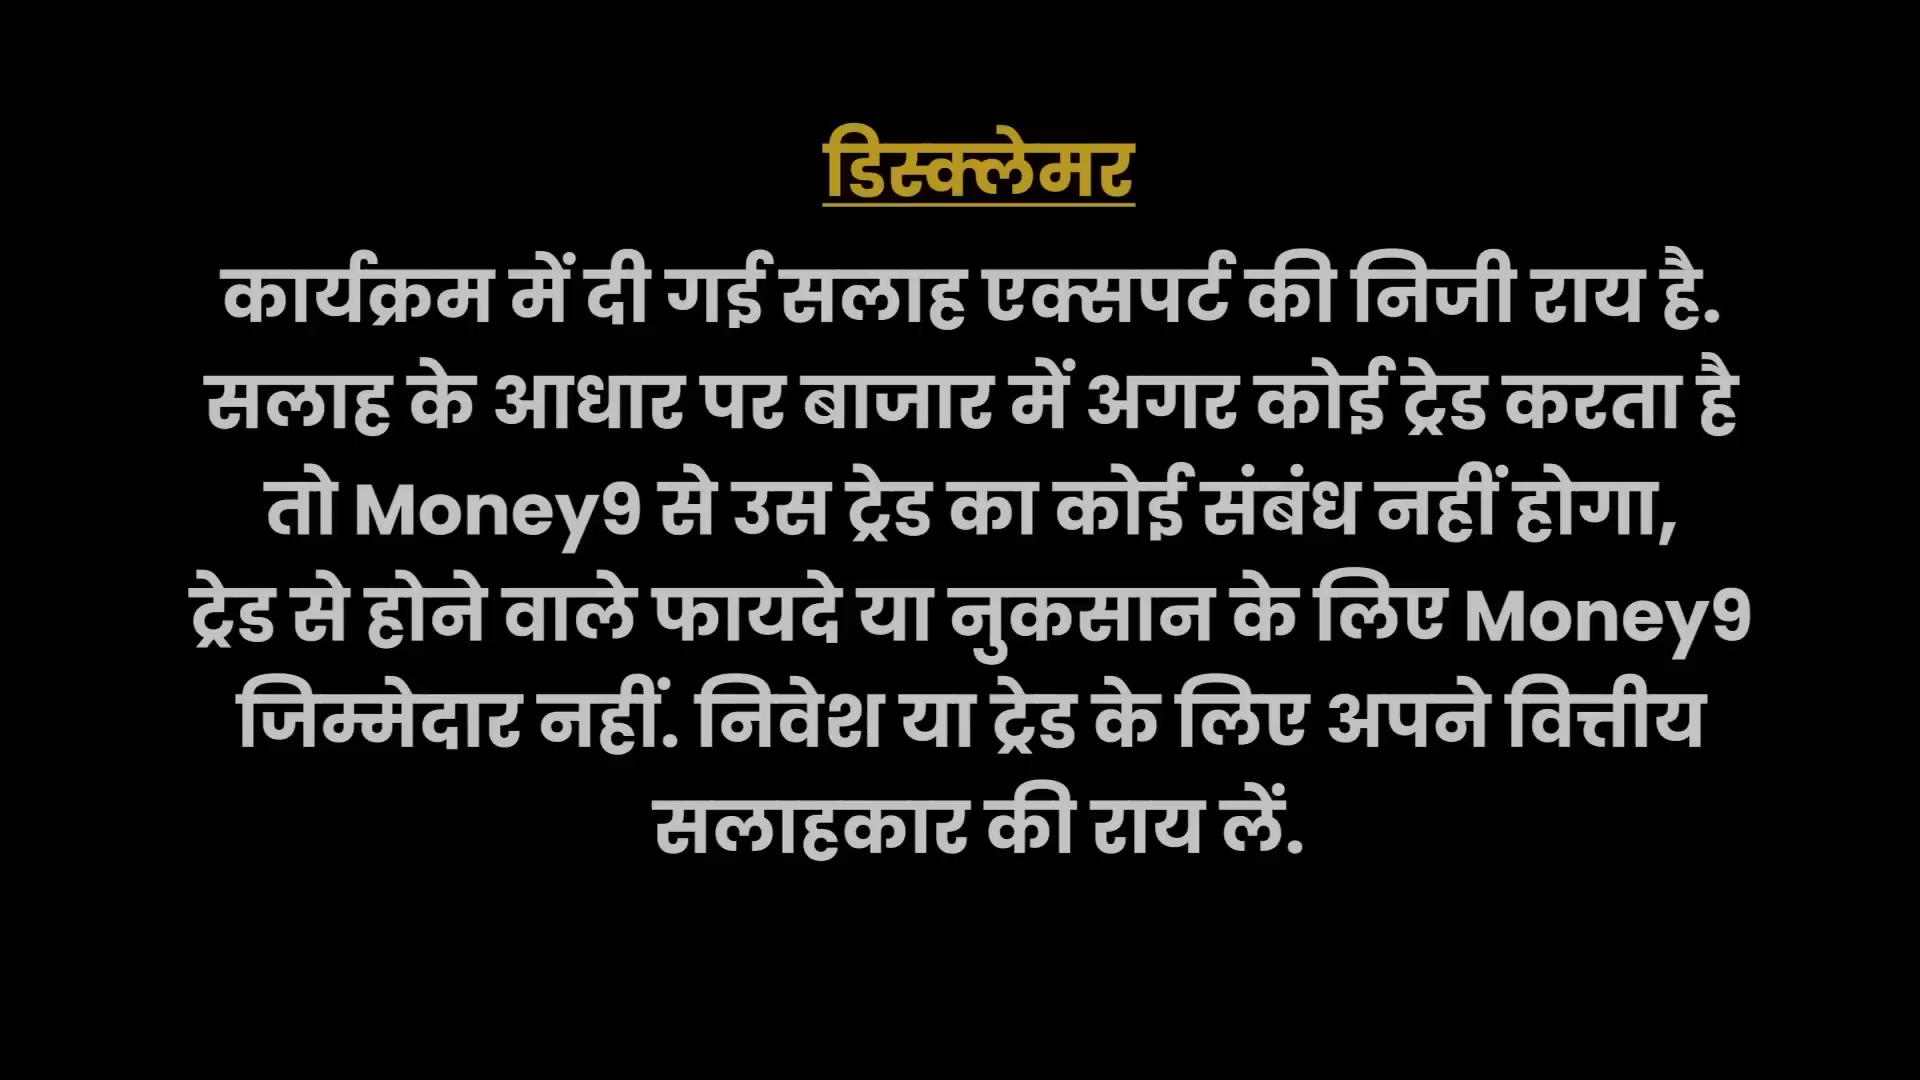 डिस्क्लेमर
कार्यक्रम में दी गई सलाह एक्सपर्ट की निजी राय है.
सलाह के आधार पर बाजार में अगर कोई ट्रेड करता है
तो Money9 से उस ट्रेड का कोई संबंध नहीं होगा,
ट्रेड से होने वाले फायदे या नुकसान के लिए Money9
जिम्मेदार नहीं. निवेश या ट्रेड के लिए अपने वित्तीय
सलाहकार की राय लें.